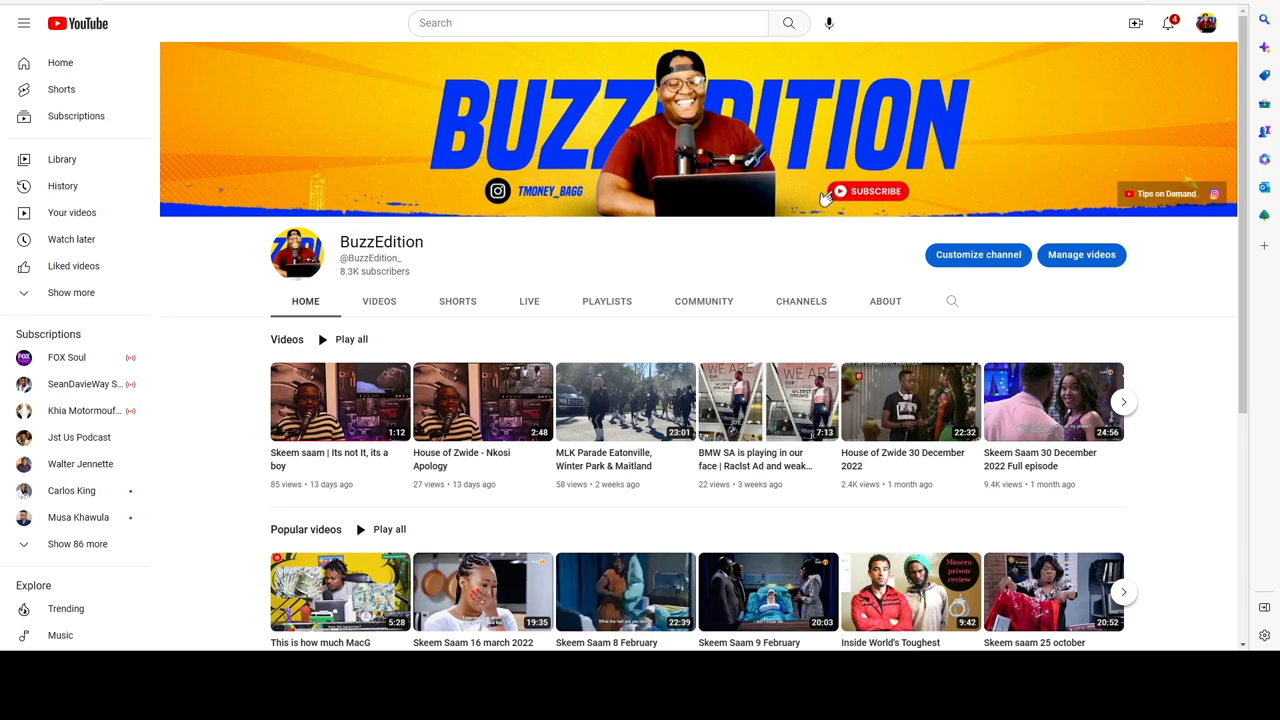 YouTube
Search
4
Home
Shorts
Subscriptions
Library
History
Your videos
Watch later
Liked videos
Show more
Subscriptions
FOX Soul
SeanDavieWay S...
Khia Motormouf...
Jst Us Podcast
Walter Jennette
Carlos King
Musa Khawula
Show 86 more
Explore
Trending
Music
BUZZEDITION
TMONEY_BAGG
SUBSCRIBE
Tips on Demand
BuzzEdition
@BuzzEdition_
8.3K subscribers
Customize channel
Manage videos
HOME VIDEOS SHORTS LIVE PLAYLISTS COMMUNITY CHANNELS ABOUT
Videos Play all
1:12 2:48 23:01 7:13 22:32 24:56
Skeem saam | Its not It, its a
boy
85 views • 13 days ago
House of Zwide - Nkosi
Apology
27 views • 13 days ago
MLK Parade Eatonville,
Winter Park & Maitland
58 views • 2 weeks ago
WE ARE
BMW SA is playing in our
face | RacIst Ad and weak...
22 views • 3 weeks ago
House of Zwide 30 December
2022
2.4K views • 1 month ago
Skeem Saam 30 December
2022 Full episode
9.4K views • 1 month ago
Popular videos Play all
5:28 19:35 22:39 20:03 9:42 20:52
This is how much MacG
Skeem Saam 16 march 2022
Skeem Saam 8 February
Skeem Saam 9 February
Maseru
prison
review
Inside World's Toughest
Skeem saam 25 october